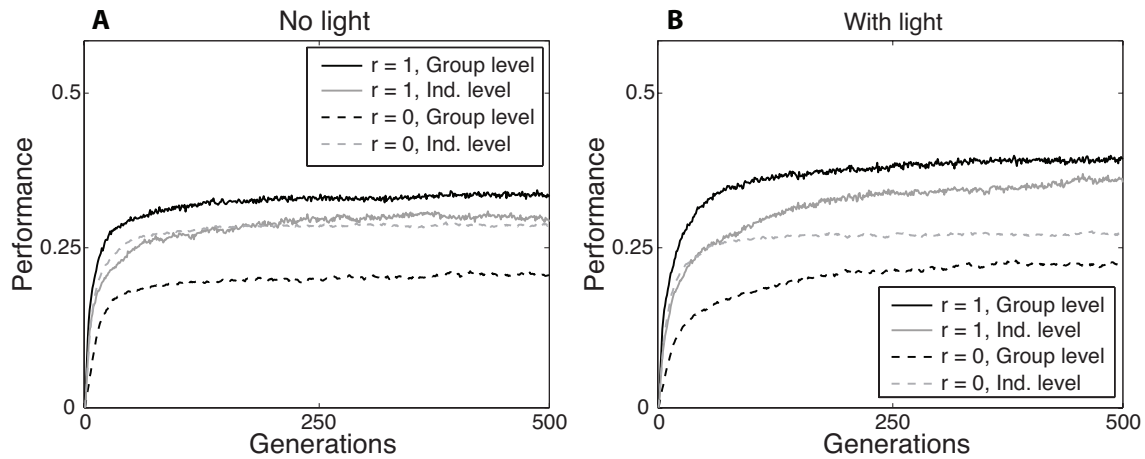 A
No light
r = 1, Group level
r = 1, Ind. level
r = 0, Group level
r = 0, Ind. level
0.5
0.25
0
Performance
0
250
500
Generations
B
With light
0.5
0.25
0
Performance
r = 1, Group level
r = 1, Ind. level
r = 0, Group level
r = 0, Ind. level
0
250
500
Generations